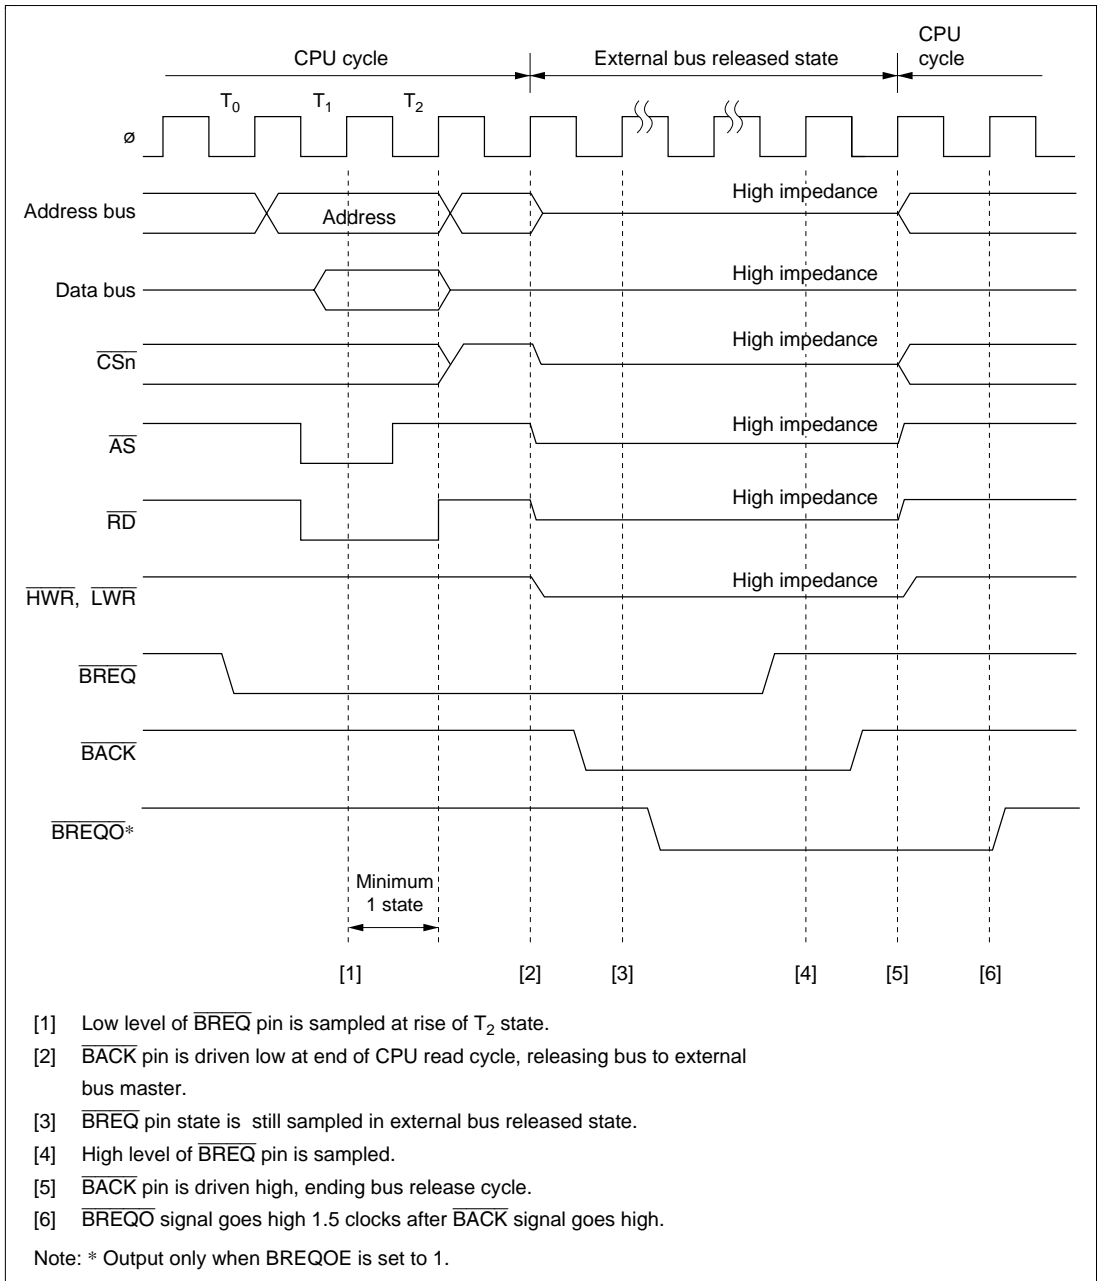 CPU cycle
External bus released state
CPU
cycle
T0
T1
T2
ø
Address bus
Address
High impedance
Data bus
High impedance
CSn
High impedance
AS
High impedance
RD
High impedance
HWR, LWR
High impedance
BREQ
BACK
BREQO*
Minimum
1 state
[1]
[2]
[3]
[4]
[5]
[6]
[1] Low level of BREQ pin is sampled at rise of T2 state.
[2] BACK pin is driven low at end of CPU read cycle, releasing bus to external
bus master.
[3] BREQ pin state is still sampled in external bus released state.
[4] High level of BREQ pin is sampled.
[5] BACK pin is driven high, ending bus release cycle.
[6] BREQO signal goes high 1.5 clocks after BACK signal goes high.
Note: * Output only when BREQOE is set to 1.